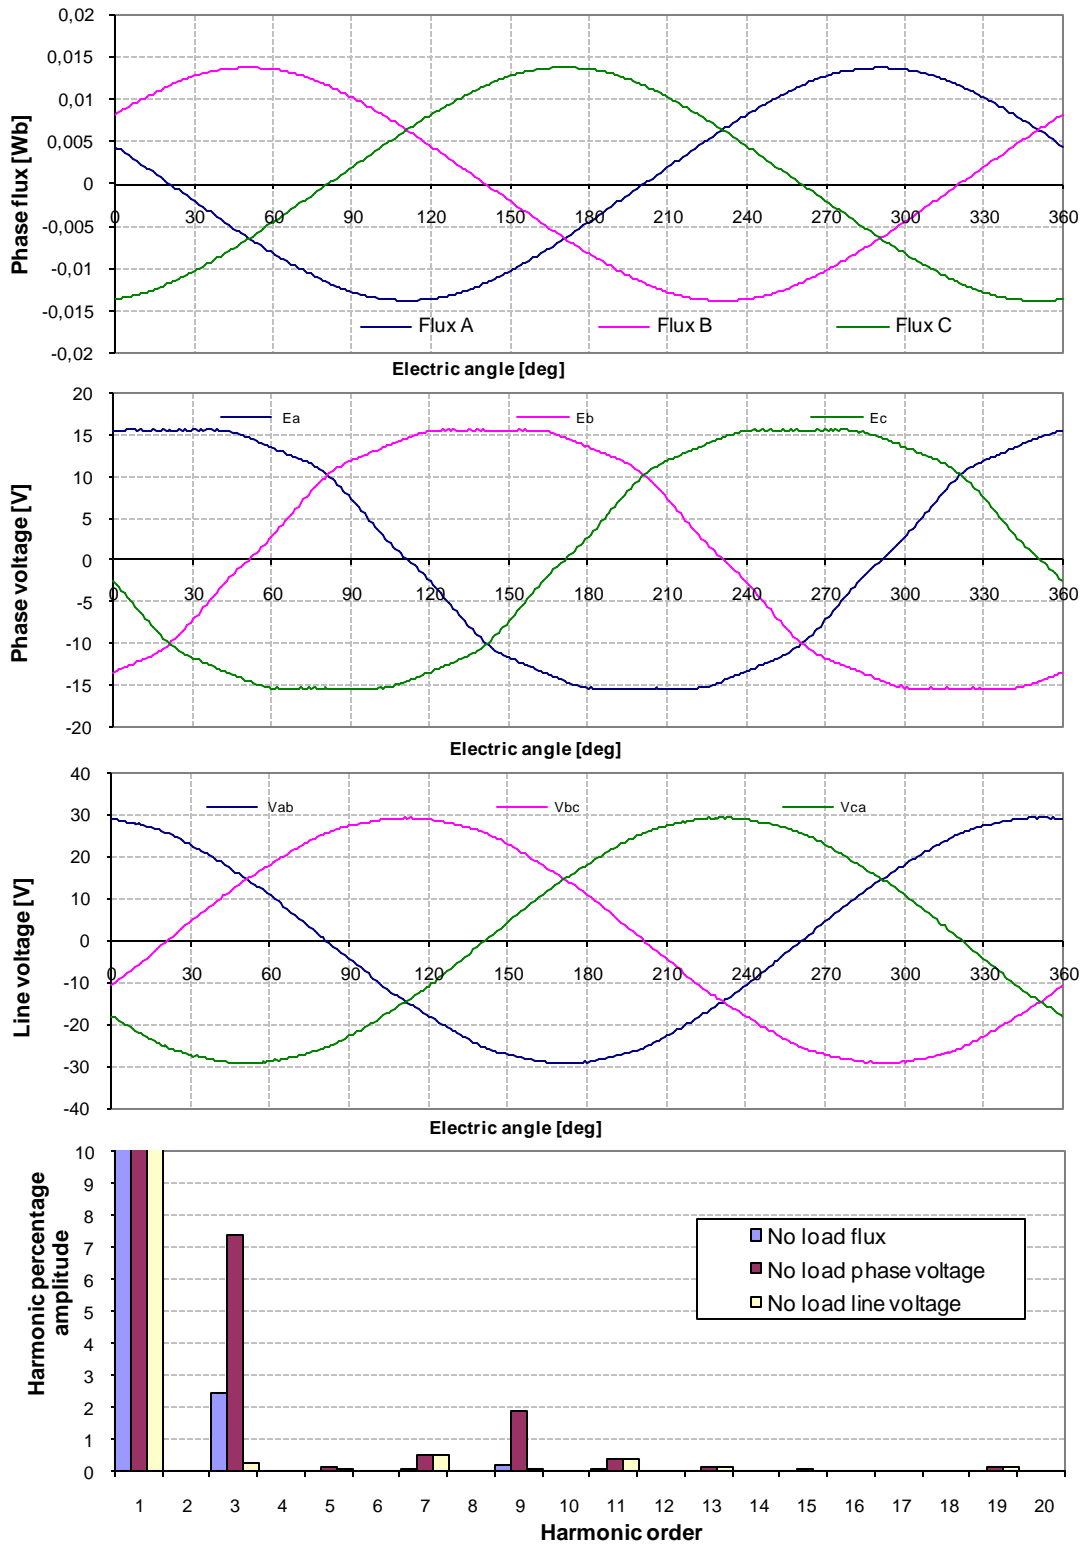 0,02
0,015
0,01
0,005
0
-0,005
-0,01
-0,015
-0,02
Phase flux [Wb]
0 30 60 90 120 150 180 210 240 270 300 330 360
Flux A Flux B Flux C
Electric angle [deg]
20
15
10
5
0
-5
-10
-15
-20
Phase voltage [V]
Ea Eb Ec
0 30 60 90 120 150 180 210 240 270 300 330 360
Electric angle [deg]
40
30
20
10
0
-10
-20
-30
-40
Line voltage [V]
Vab Vbc Vca
0 30 60 90 120 150 180 210 240 270 300 330 360
Electric angle [deg]
10
9
8
7
6
5
4
3
2
1
0
Harmonic percentage
amplitude
No load flux
No load phase voltage
No load line voltage
1 2 3 4 5 6 7 8 9 10 11 12 13 14 15 16 17 18 19 20
Harmonic order